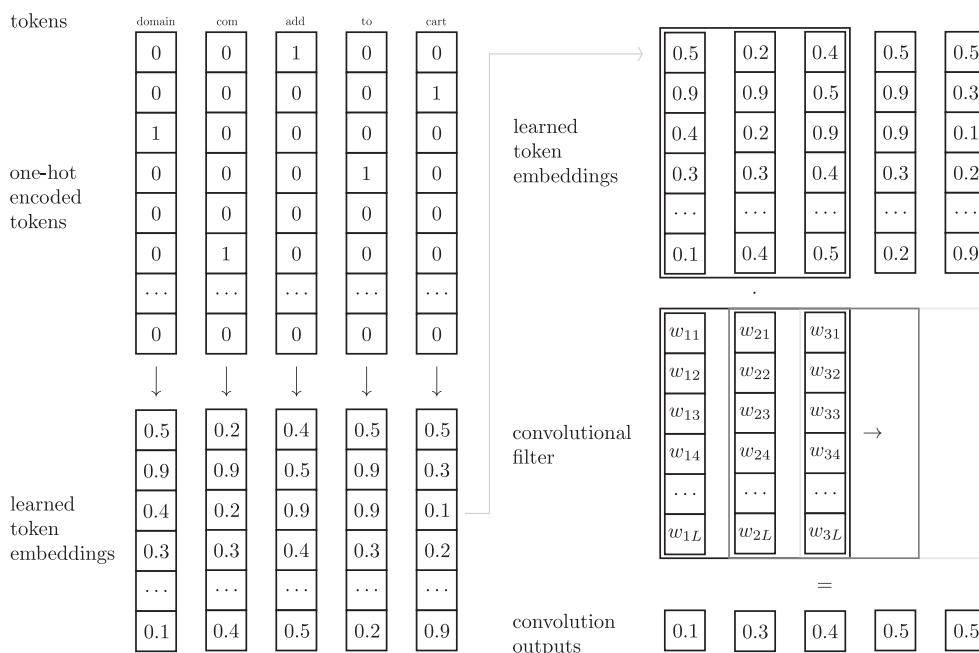 tokens
domain com add to cart
0 0 1 0 0
0 0 0 0 1
1 0 0 0 0
0 0 0 1 0
0 0 0 0 0
0 1 0 0 0
... ... ... ... ...
0 0 0 0 0
one-hot
encoded
tokens
↓ ↓ ↓ ↓ ↓
0.5 0.2 0.4 0.5 0.5
0.9 0.9 0.5 0.9 0.3
0.4 0.2 0.9 0.9 0.1
0.3 0.3 0.4 0.3 0.2
... ... ... ... ...
0.1 0.4 0.5 0.2 0.9
learned
token
embeddings
learned
token
embeddings
0.5 0.2 0.4 0.5 0.5
0.9 0.9 0.5 0.9 0.3
0.4 0.2 0.9 0.9 0.1
0.3 0.3 0.4 0.3 0.2
... ... ... ... ...
0.1 0.4 0.5 0.2 0.9
·
convolutional
filter
w11 w21 w31
w12 w22 w32
w13 w23 w33 →
w14 w24 w34
... ... ...
w1L w2L w3L
=
convolution
outputs
0.1 0.3 0.4 0.5 0.5